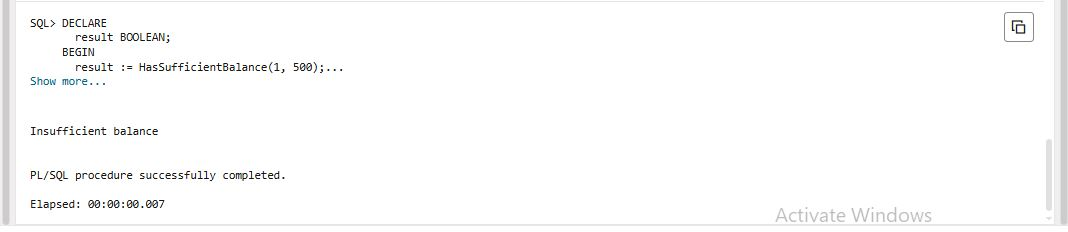 SQL> DECLARE
result BOOLEAN;
BEGIN
result := HasSufficientBalance(1, 500);...
Show more...
Insufficient balance
PL/SQL procedure successfully completed.
Elapsed: 00:00:00.007
Activate Windows